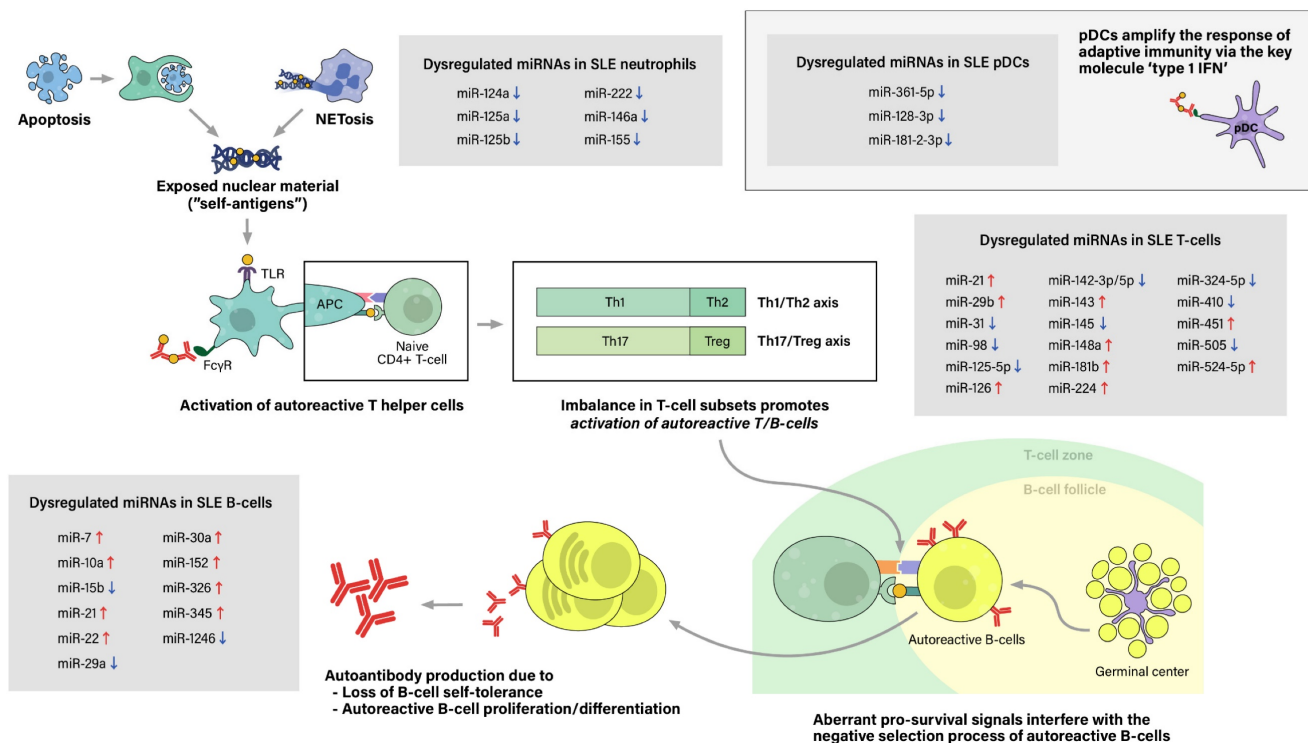 Apoptosis
NETosis
Exposed nuclear material
("self-antigens")
Dysregulated miRNAs in SLE neutrophils
miR-124a ↓ miR-222 ↓
miR-125a ↓ miR-146a ↓
miR-125b ↓ miR-155 ↓
Dysregulated miRNAs in SLE pDCs
miR-361-5p ↓
miR-128-3p ↓
miR-181-2-3p ↓
pDCs amplify the response of
adaptive immunity via the key
molecule ‘type 1 IFN’
pDC
TLR
FcγR
APC
Naive
CD4+ T-cell
Activation of autoreactive T helper cells
Th1 Th2 Th1/Th2 axis
Th17 Treg Th17/Treg axis
Imbalance in T-cell subsets promotes
activation of autoreactive T/B-cells
Dysregulated miRNAs in SLE T-cells
miR-21 ↑ miR-142-3p/5p ↓ miR-324-5p ↓
miR-29b ↑ miR-143 ↑ miR-410 ↓
miR-31 ↓ miR-145 ↓ miR-451 ↑
miR-98 ↓ miR-148a ↑ miR-505 ↓
miR-125-5p ↓ miR-181b ↑ miR-524-5p ↑
miR-126 ↑ miR-224 ↑
Dysregulated miRNAs in SLE B-cells
miR-7 ↑ miR-30a ↑
miR-10a ↑ miR-152 ↑
miR-15b ↓ miR-326 ↑
miR-21 ↑ miR-345 ↑
miR-22 ↑ miR-1246 ↓
miR-29a ↓
Autoantibody production due to
- Loss of B-cell self-tolerance
- Autoreactive B-cell proliferation/differentiation
T-cell zone
B-cell follicle
Autoreactive B-cells
Germinal center
Aberrant pro-survival signals interfere with the
negative selection process of autoreactive B-cells